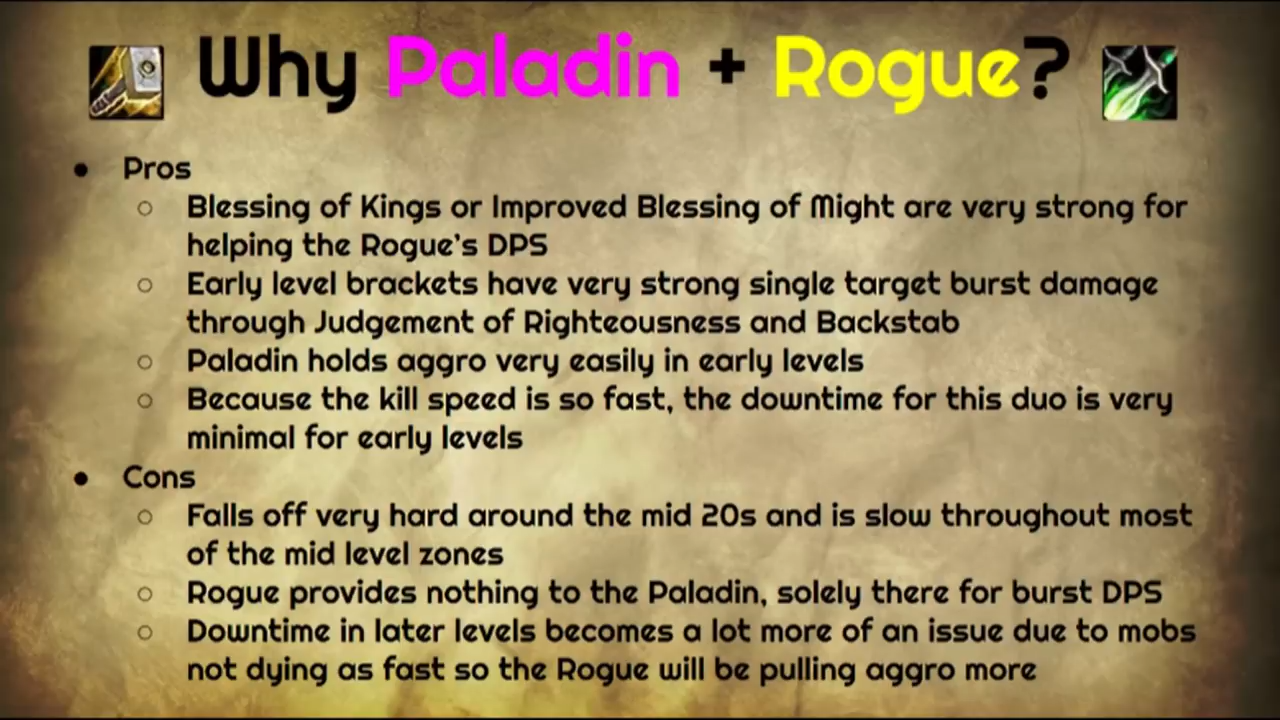 Why Paladin + Rogue?
● Pros
○ Blessing of Kings or Improved Blessing of Might are very strong for
helping the Rogue's DPS
○ Early level brackets have very strong single target burst damage
through Judgement of Righteousness and Backstab
○ Paladin holds aggro very easily in early levels
○ Because the kill speed is so fast, the downtime for this duo is very
minimal for early levels
● Cons
○ Falls off very hard around the mid 20s and is slow throughout most
of the mid level zones
○ Rogue provides nothing to the Paladin, solely there for burst DPS
○ Downtime in later levels becomes a lot more of an issue due to mobs
not dying as fast so the Rogue will be pulling aggro more